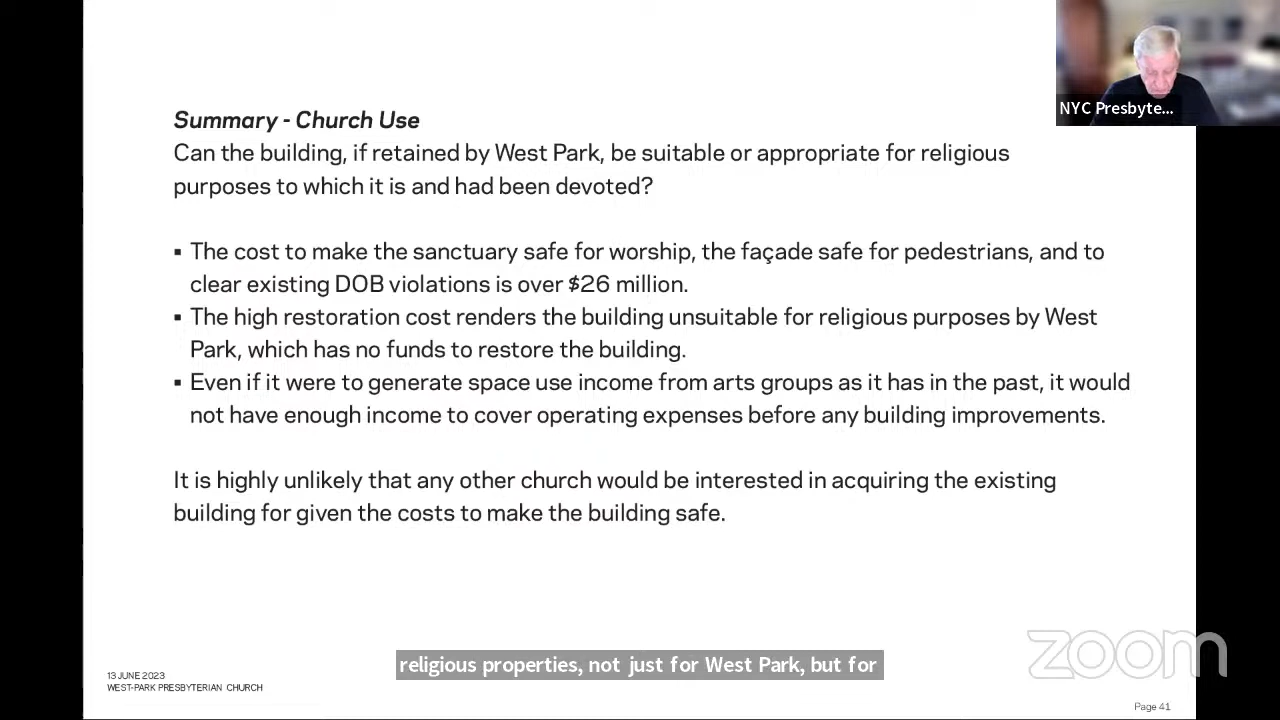 NYC Presbyte...
Summary - Church Use
Can the building, if retained by West Park, be suitable or appropriate for religious
purposes to which it is and had been devoted?
▪ The cost to make the sanctuary safe for worship, the façade safe for pedestrians, and to
clear existing DOB violations is over $26 million.
▪ The high restoration cost renders the building unsuitable for religious purposes by West
Park, which has no funds to restore the building.
▪ Even if it were to generate space use income from arts groups as it has in the past, it would
not have enough income to cover operating expenses before any building improvements.
It is highly unlikely that any other church would be interested in acquiring the existing
building for given the costs to make the building safe.
religious properties, not just for West Park, but for
zoom
13 JUNE 2023
WEST-PARK PRESBYTERIAN CHURCH
Page 41